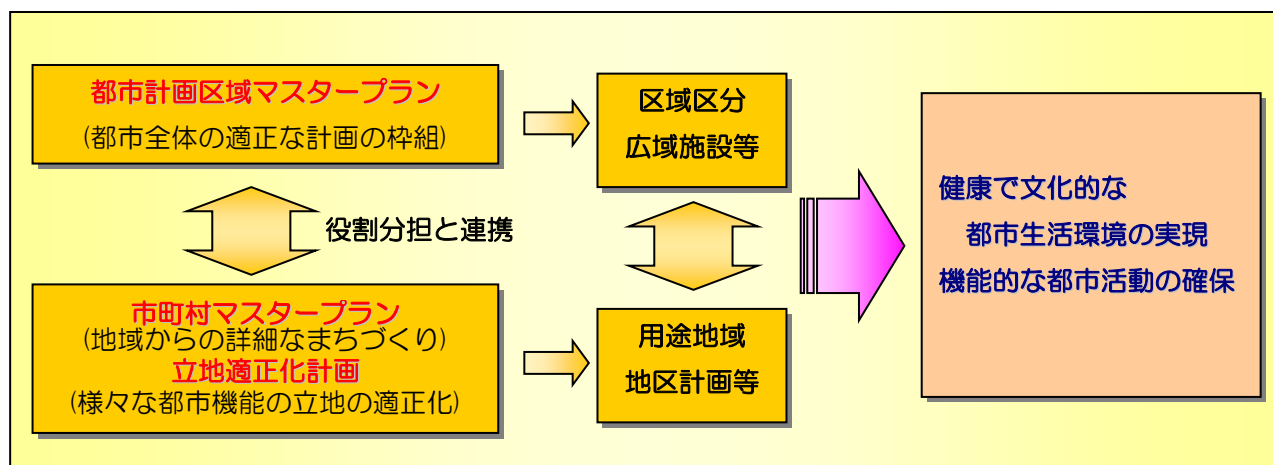 都市計画区域マスタープラン
(都市全体の適正な計画の枠組)
区域区分
広域施設等
役割分担と連携
市町村マスタープラン
(地域からの詳細なまちづくり)
立地適正化計画
(様々な都市機能の立地の適正化)
用途地域
地区計画等
健康で文化的な
都市生活環境の実現
機能的な都市活動の確保